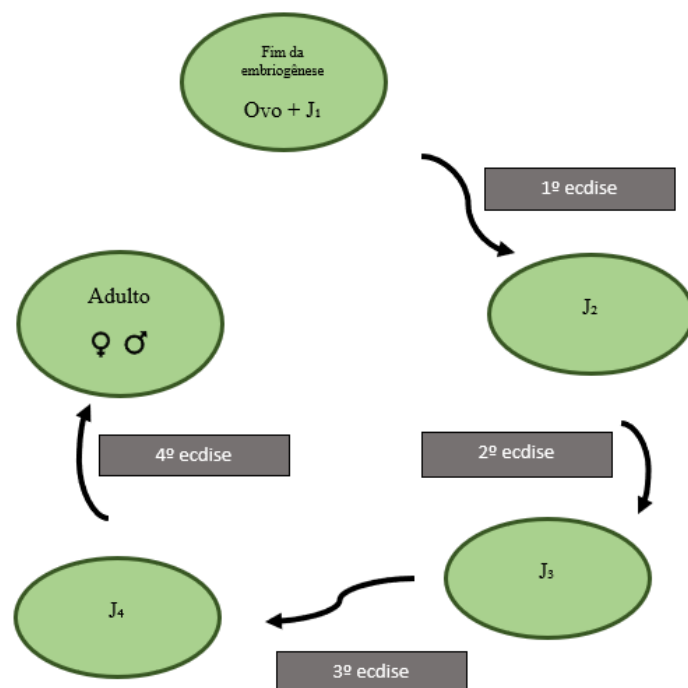 Fim da
embriogênese
Ovo + J₁
1º ecdise
J₂
2º ecdise
J₃
3º ecdise
J₄
4º ecdise
Adulto
♀ ♂